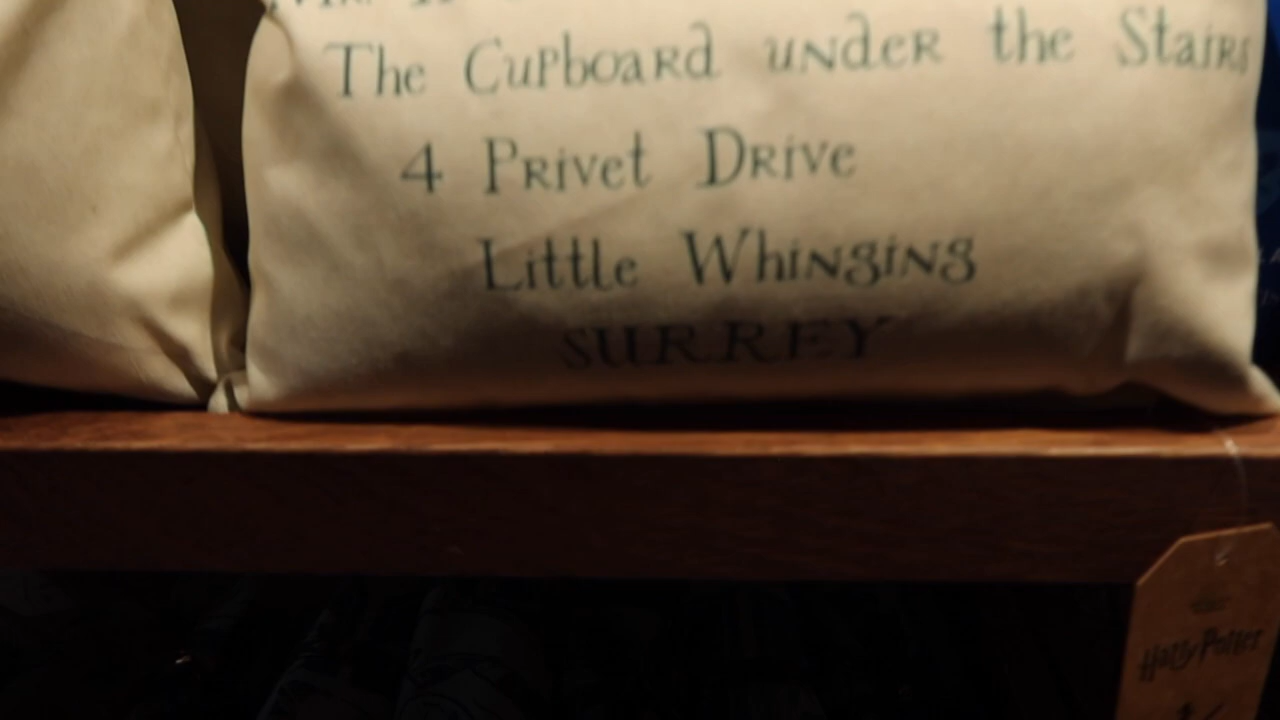 The Cupboard under the Stairs
4 Privet Drive
Little Whinging
SURREY
Harry Potter